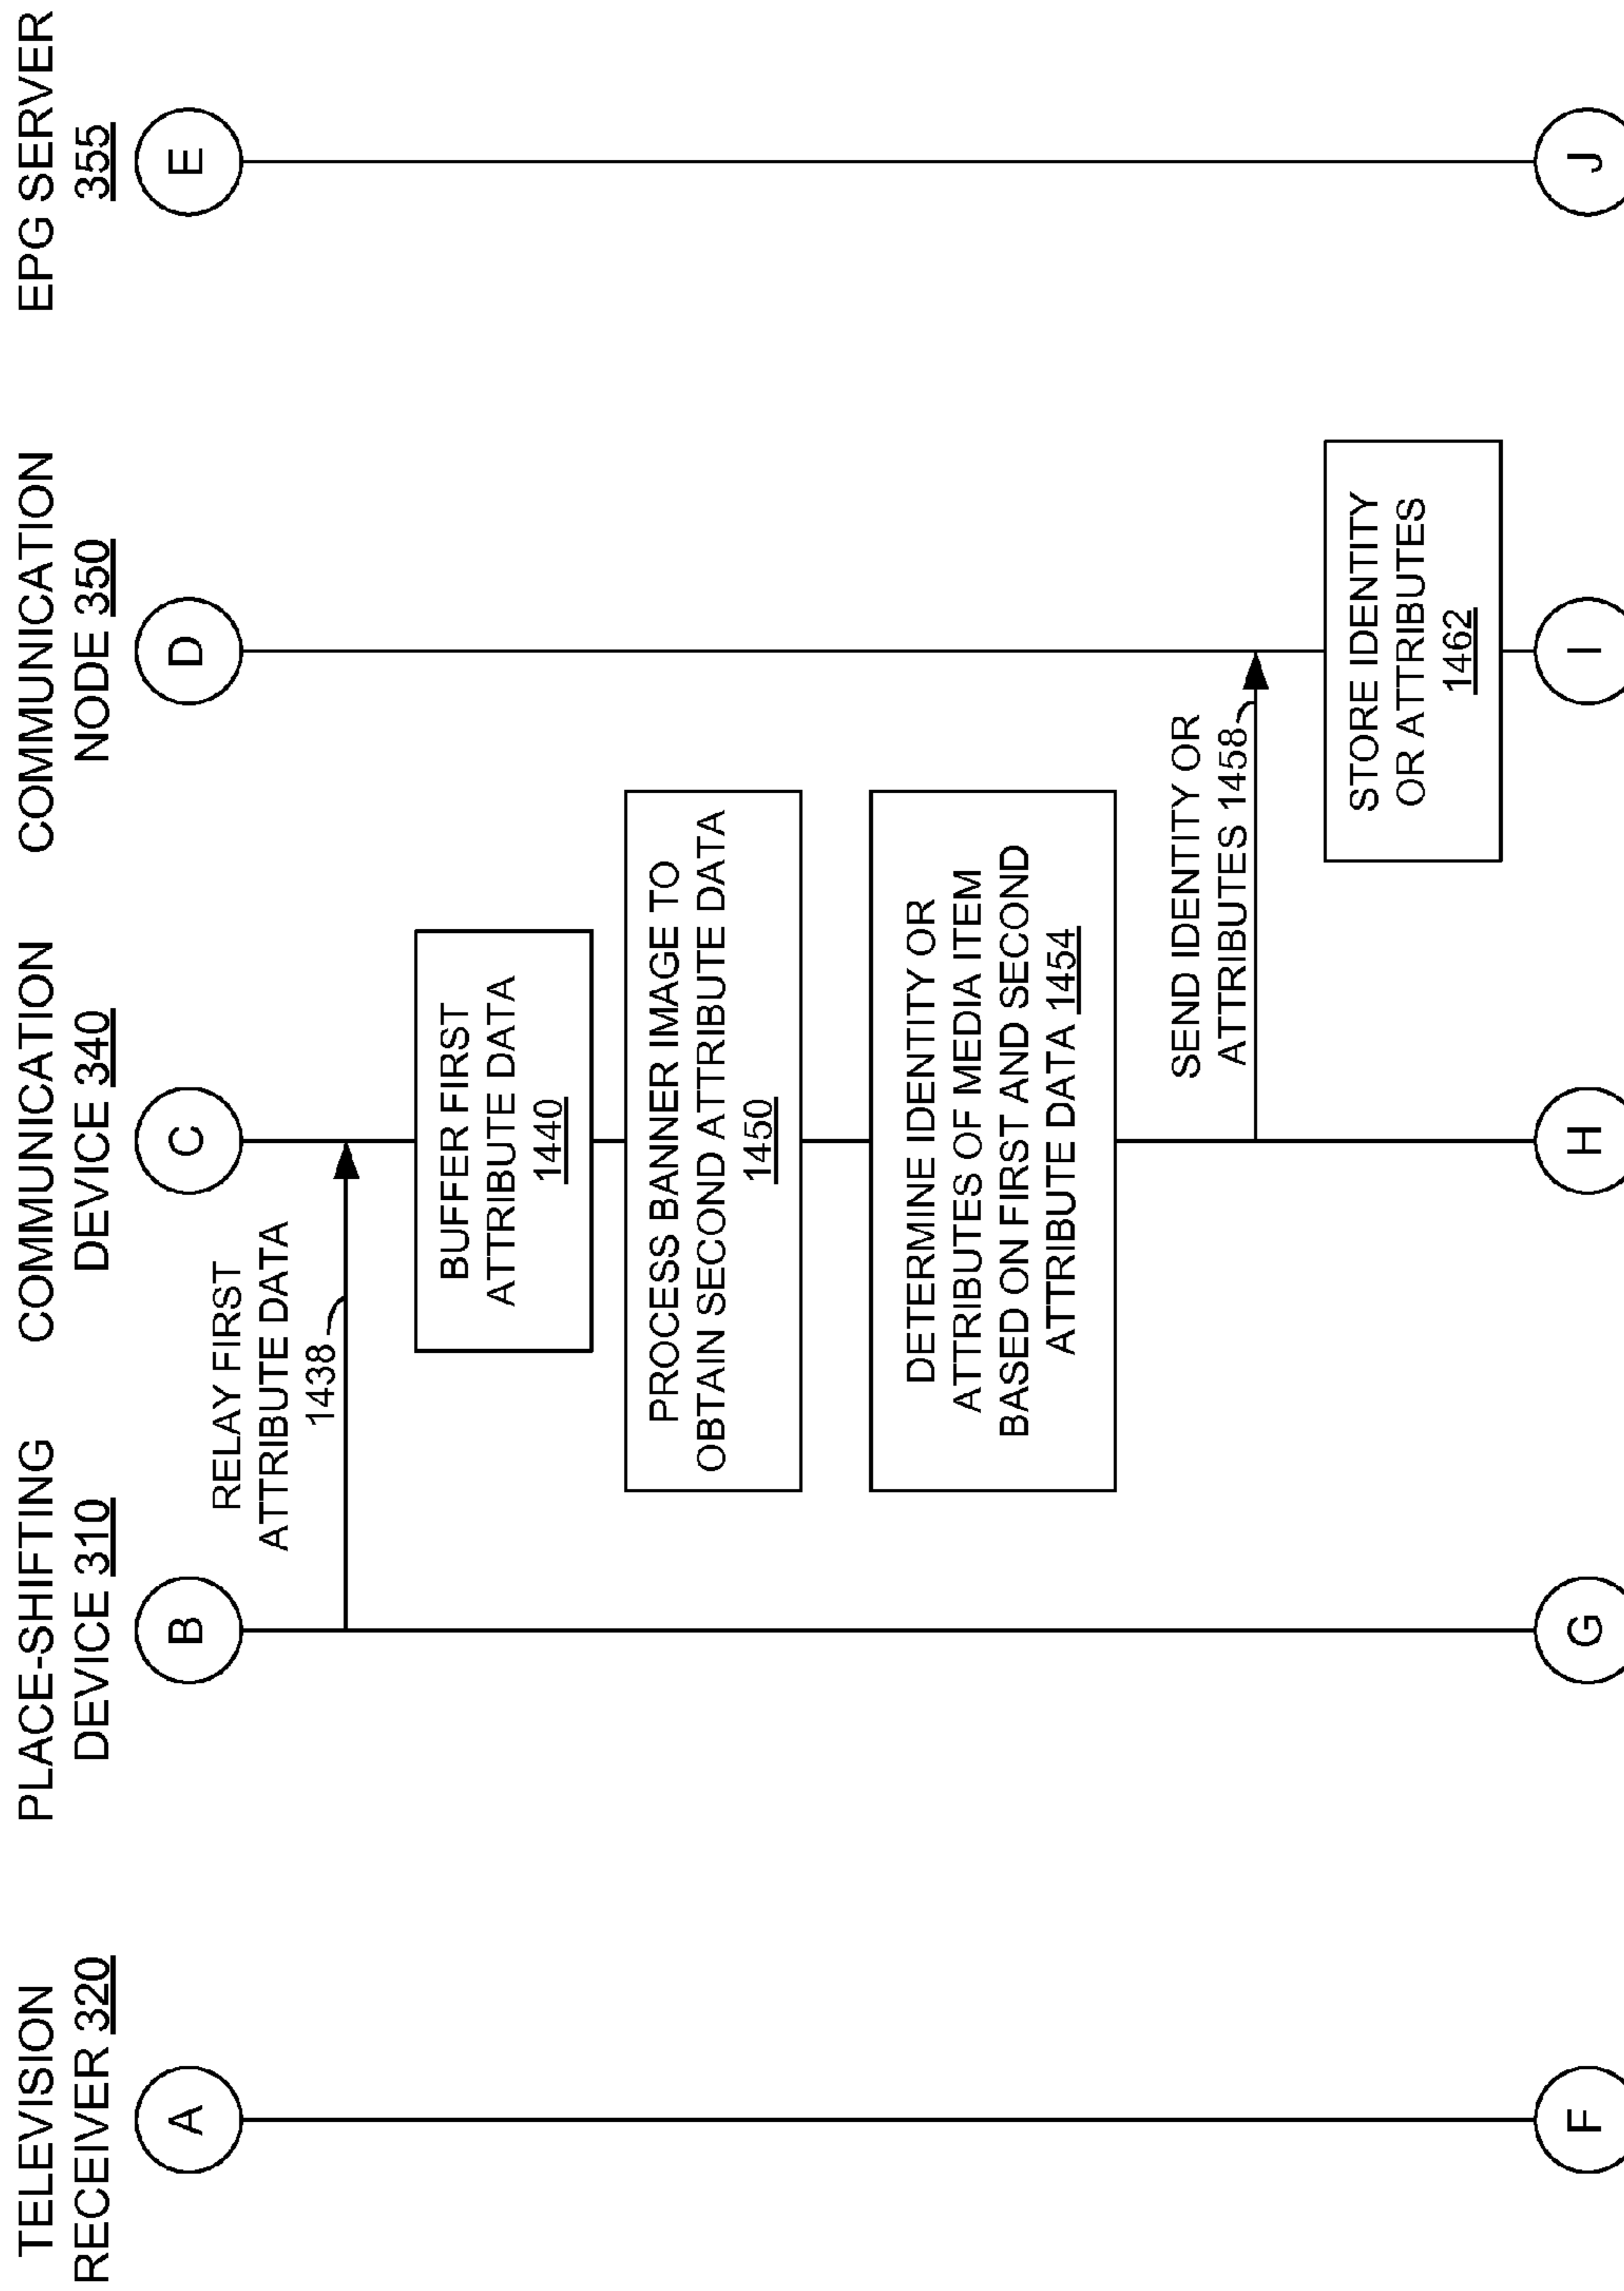 TELEVISION
RECEIVER 320
PLACE-SHIFTING
DEVICE 310
COMMUNICATION
DEVICE 340
COMMUNICATION
NODE 350
EPG SERVER
355
A
B
C
D
E
RELAY FIRST
ATTRIBUTE DATA
1438
BUFFER FIRST
ATTRIBUTE DATA
1440
PROCESS BANNER IMAGE TO
OBTAIN SECOND ATTRIBUTE DATA
1450
DETERMINE IDENTITY OR
ATTRIBUTES OF MEDIA ITEM
BASED ON FIRST AND SECOND
ATTRIBUTE DATA 1454
SEND IDENTITY OR
ATTRIBUTES 1458
STORE IDENTITY
OR ATTRIBUTES
1462
F
G
H
I
J